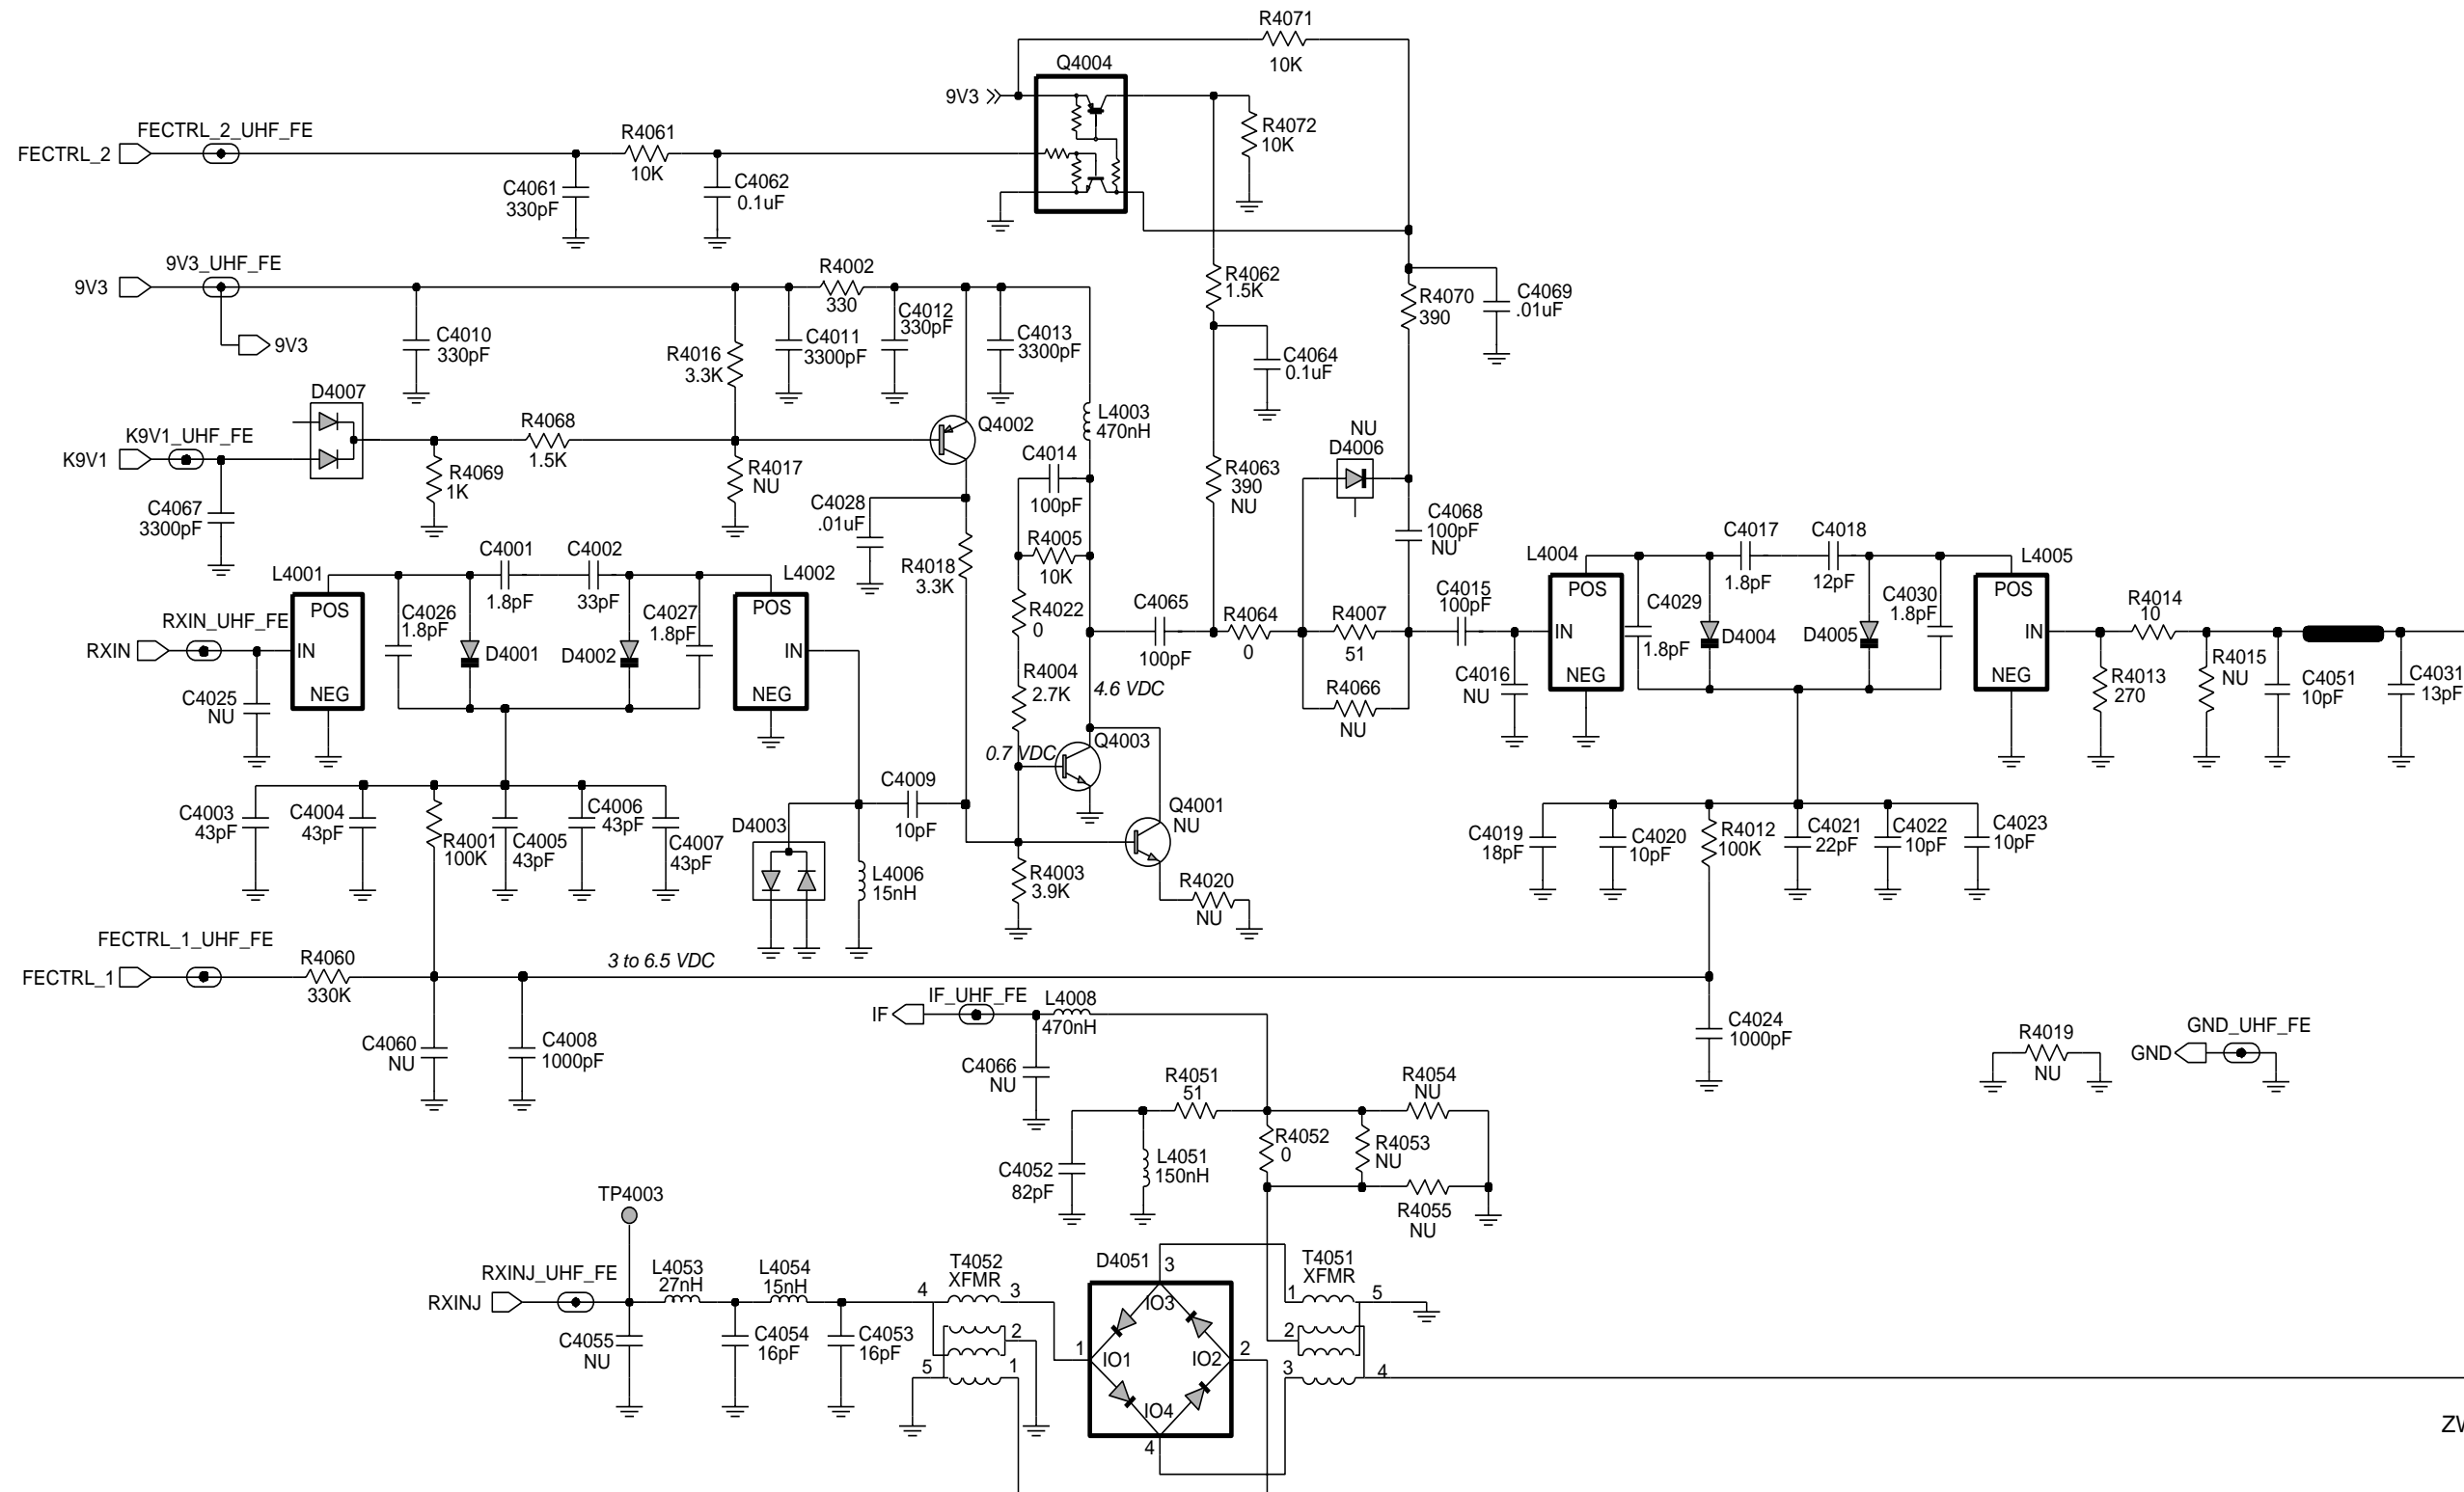 R4071
10K
Q4004
9V3
R4072
10K
FECTRL_2_UHF_FE
FECTRL_2
R4061
10K
C4061
330pF
C4062
0.1uF
9V3_UHF_FE
9V3
9V3
R4002
330
C4010
330pF
R4016
3.3K
C4011
3300pF
C4012
330pF
C4013
3300pF
R4062
1.5K
C4064
0.1uF
R4070
390
C4069
.01uF
D4007
K9V1_UHF_FE
K9V1
C4067
3300pF
R4068
1.5K
R4069
1K
R4017
NU
Q4002
L4003
470nH
C4014
100pF
C4028
.01uF
R4018
3.3K
R4005
10K
R4022
0
R4004
2.7K
R4063
390
NU
NU
D4006
C4068
100pF
NU
L4001
POS
IN
NEG
RXIN_UHF_FE
RXIN
C4025
NU
C4001
1.8pF
C4002
33pF
C4026
1.8pF
D4001
D4002
C4027
1.8pF
L4002
POS
IN
NEG
C4065
100pF
R4064
0
R4007
51
R4066
NU
C4015
100pF
C4016
NU
L4004
POS
IN
NEG
C4017
1.8pF
C4018
12pF
C4029
1.8pF
D4004
D4005
C4030
1.8pF
L4005
POS
IN
NEG
R4014
10
R4013
270
R4015
NU
C4051
10pF
C4031
13pF
4.6 VDC
0.7 VDC
Q4003
Q4001
NU
C4003
43pF
C4004
43pF
R4001
100K
C4005
43pF
C4006
43pF
C4007
43pF
D4003
C4009
10pF
L4006
15nH
R4003
3.9K
R4020
NU
C4019
18pF
C4020
10pF
R4012
100K
C4021
22pF
C4022
10pF
C4023
10pF
FECTRL_1_UHF_FE
FECTRL_1
R4060
330K
3 to 6.5 VDC
C4060
NU
C4008
1000pF
IF
IF_UHF_FE
L4008
470nH
C4066
NU
C4024
1000pF
R4019
NU
GND_UHF_FE
GND
R4051
51
R4054
NU
R4052
0
R4053
NU
C4052
82pF
L4051
150nH
R4055
NU
TP4003
RXINJ_UHF_FE
RXINJ
L4053
27nH
L4054
15nH
C4055
NU
C4054
16pF
C4053
16pF
T4052
XFMR
4
3
2
5
1
D4051
3
IO3
1
IO1
IO2
2
IO4
4
T4051
XFMR
1
5
2
3
4